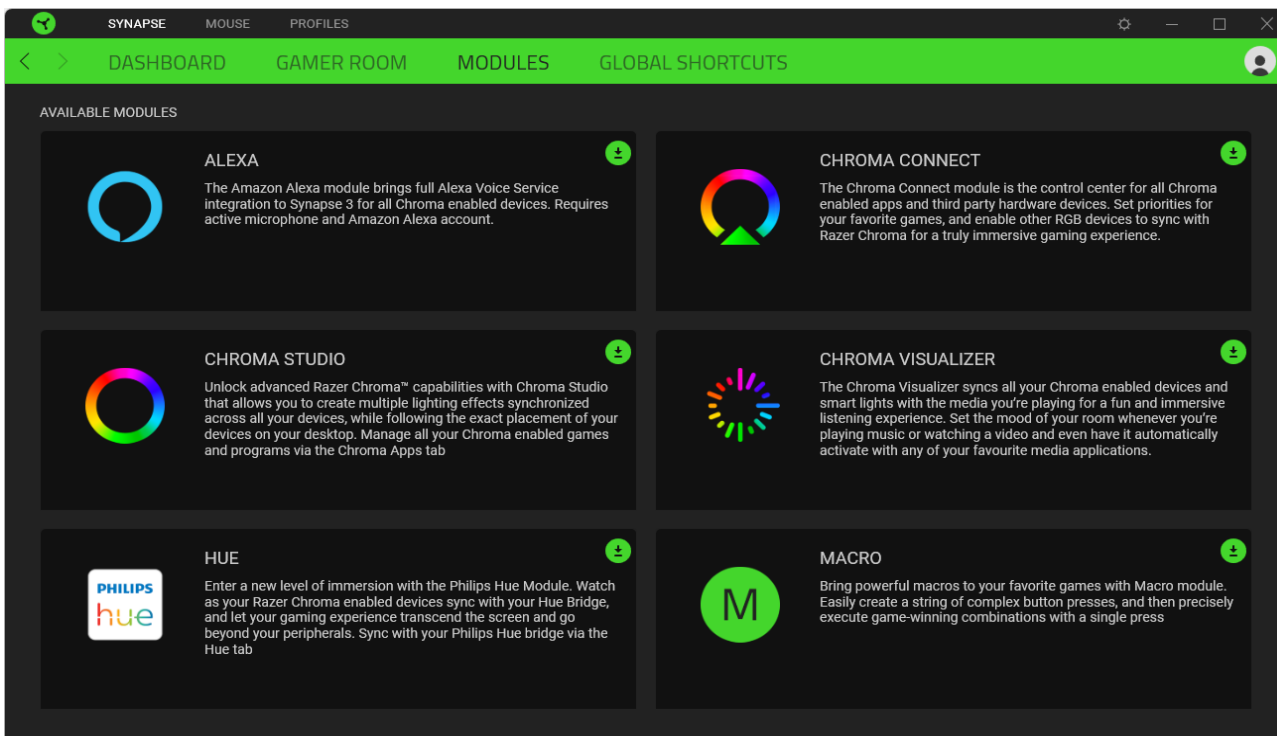 SYNAPSE MOUSE PROFILES
DASHBOARD GAMER ROOM MODULES GLOBAL SHORTCUTS
AVAILABLE MODULES
ALEXA
The Amazon Alexa module brings full Alexa Voice Service
integration to Synapse 3 for all Chroma enabled devices. Requires
active microphone and Amazon Alexa account.
CHROMA CONNECT
The Chroma Connect module is the control center for all Chroma
enabled apps and third party hardware devices. Set priorities for
your favorite games, and enable other RGB devices to sync with
Razer Chroma for a truly immersive gaming experience.
CHROMA STUDIO
Unlock advanced Razer Chroma™ capabilities with Chroma Studio
that allows you to create multiple lighting effects synchronized
across all your devices, while following the exact placement of your
devices on your desktop. Manage all your Chroma enabled games
and programs via the Chroma Apps tab
CHROMA VISUALIZER
The Chroma Visualizer syncs all your Chroma enabled devices and
smart lights with the media you're playing for a fun and immersive
listening experience. Set the mood of your room whenever you're
playing music or watching a video and even have it automatically
activate with any of your favourite media applications.
PHILIPS
hue
HUE
Enter a new level of immersion with the Philips Hue Module. Watch
as your Razer Chroma enabled devices sync with your Hue Bridge,
and let your gaming experience transcend the screen and go
beyond your peripherals. Sync with your Philips Hue bridge via the
Hue tab
M
MACRO
Bring powerful macros to your favorite games with Macro module.
Easily create a string of complex button presses, and then precisely
execute game-winning combinations with a single press